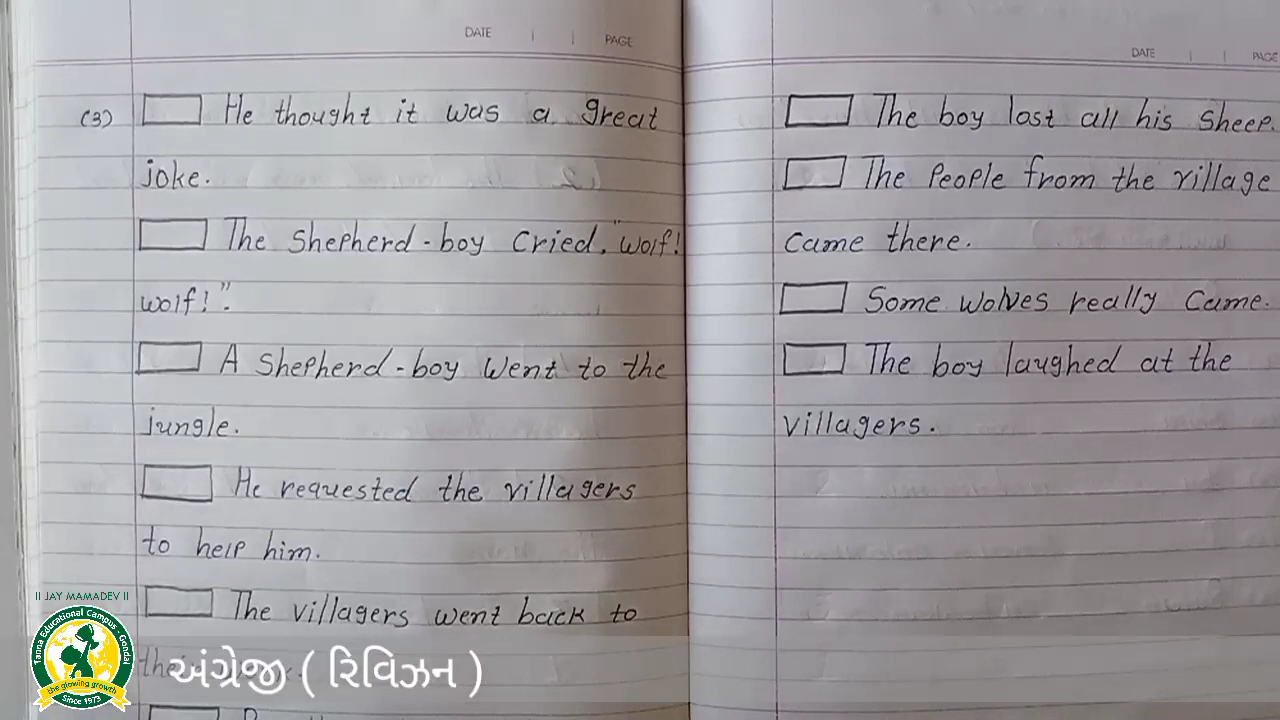 DATE PAGE
(3) He thought it was a great
joke.
The Shepherd-boy Cried, "wolf!
wolf!".
A Shepherd-boy Went to the
jungle.
He requested the villagers
to help him.
The villagers went back to
their
DATE PAGE
The boy lost all his Sheep.
The People from the village
Came there.
Some wolves really Came.
The boy laughed at the
villagers.
અંગ્રેજી ( રિવિઝન )
|| JAY MAMADEV ||
Tanna Educational Campus - Gondal
the glowing growth
Since 1973